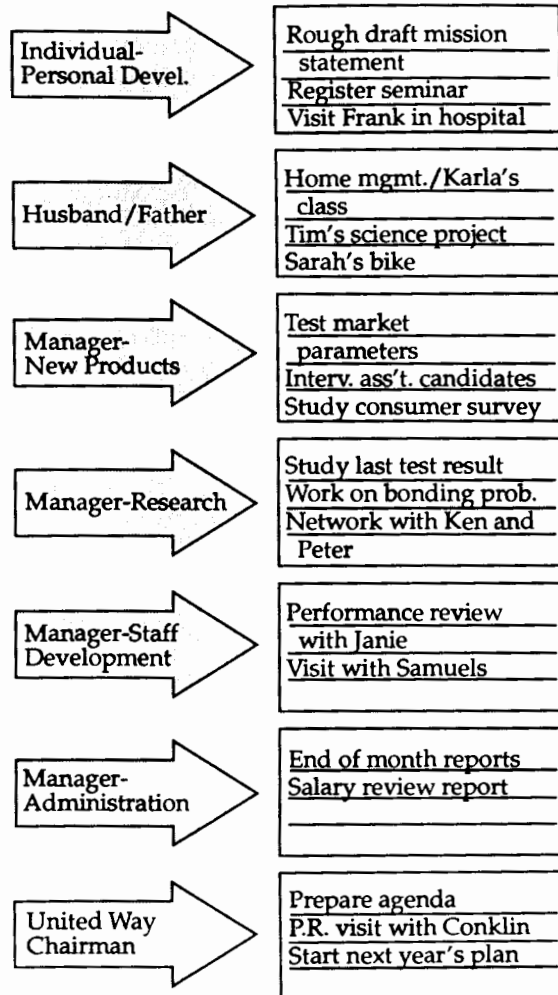 Individual-
Personal Devel.
Rough draft mission
statement
Register seminar
Visit Frank in hospital
Husband/Father
Home mgmt./Karla's
class
Tim's science project
Sarah's bike
Manager-
New Products
Test market
parameters
Interv. ass't. candidates
Study consumer survey
Manager-Research
Study last test result
Work on bonding prob.
Network with Ken and
Peter
Manager-Staff
Development
Performance review
with Janie
Visit with Samuels
Manager-
Administration
End of month reports
Salary review report
United Way
Chairman
Prepare agenda
P.R. visit with Conklin
Start next year's plan